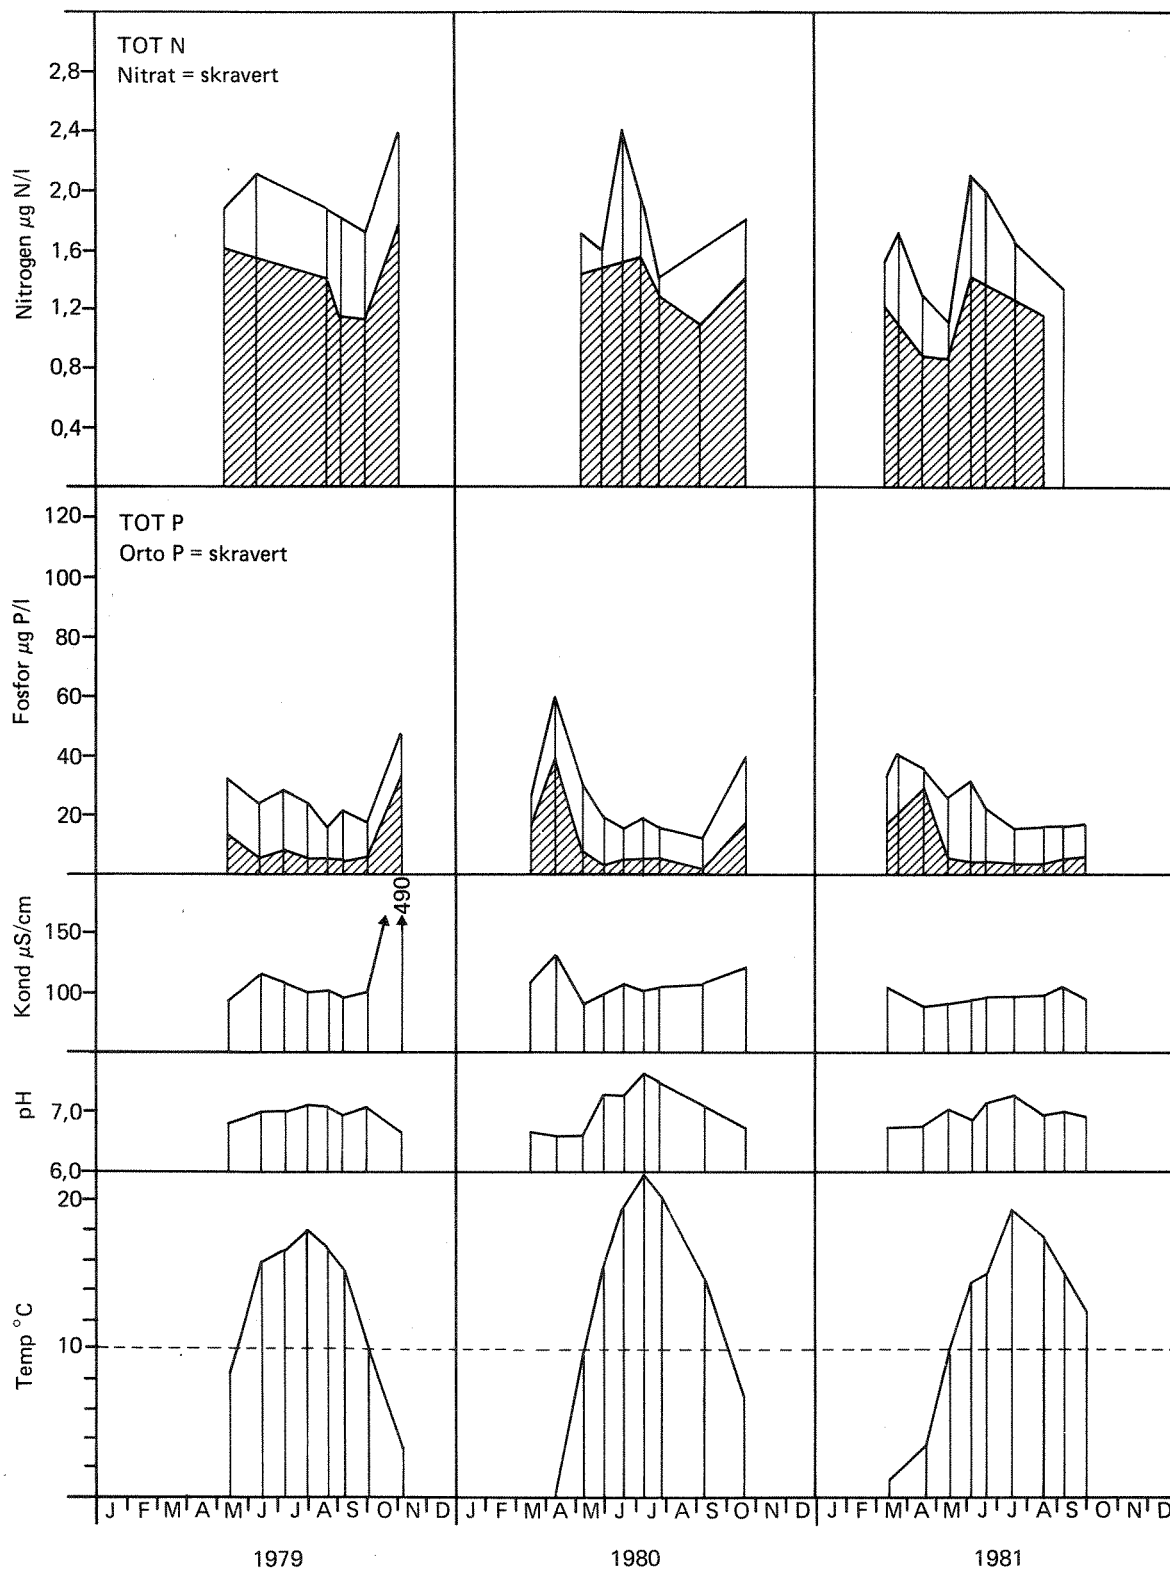 TOT N
Nitrat = skravert
Nitrogen µg N/l
2,8
2,4
2,0
1,6
1,2
0,8
0,4
TOT P
Orto P = skravert
Fosfor µg P/l
120
100
80
60
40
20
490
Kond µS/cm
150
100
pH
7,0
6,0
Temp °C
20
10
J F M A M J J A S O N D J F M A M J J A S O N D J F M A M J J A S O N D
1979 1980 1981